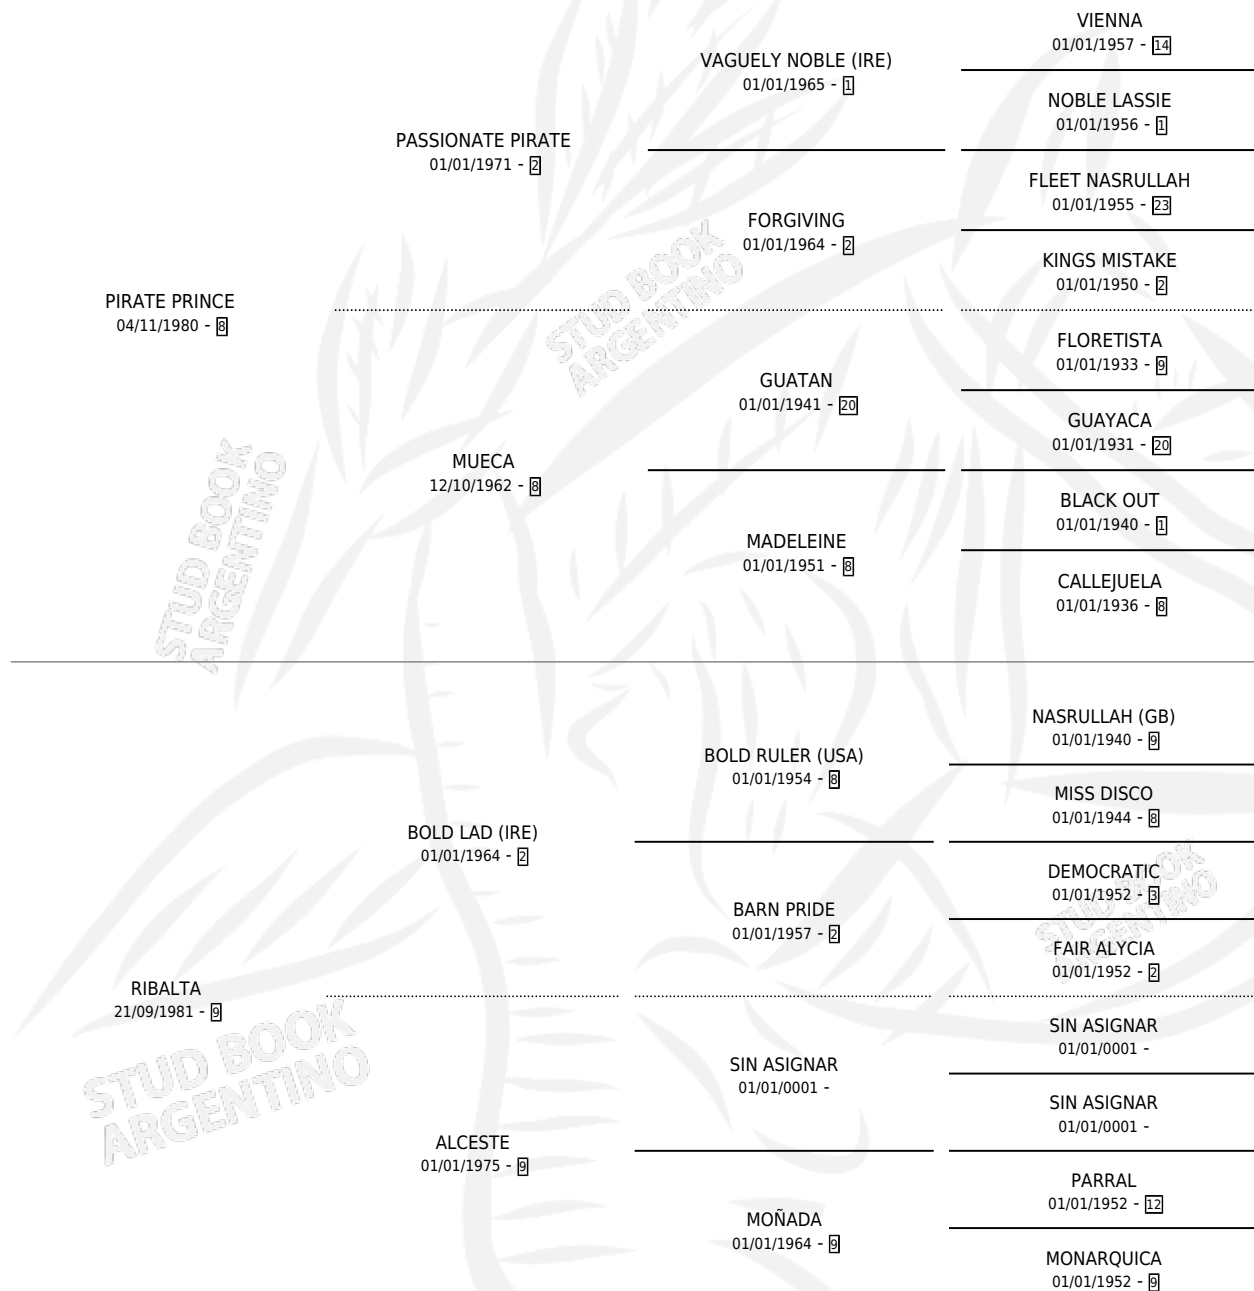 VIENNA
01/01/1957 - 14
VAGUELY NOBLE (IRE)
01/01/1965 - 1
NOBLE LASSIE
01/01/1956 - 1
PASSIONATE PIRATE
01/01/1971 - 2
FLEET NASRULLAH
01/01/1955 - 23
FORGIVING
01/01/1964 - 2
KINGS MISTAKE
01/01/1950 - 2
PIRATE PRINCE
04/11/1980 - 8
STUD BOOK
ARGENTINO
FLORETISTA
01/01/1933 - 9
GUATAN
01/01/1941 - 20
GUAYACA
01/01/1931 - 20
MUECA
12/10/1962 - 8
BLACK OUT
01/01/1940 - 1
MADELEINE
01/01/1951 - 8
CALLEJUELA
01/01/1936 - 8
STUD BOOK
ARGENTINO
NASRULLAH (GB)
01/01/1940 - 9
BOLD RULER (USA)
01/01/1954 - 8
MISS DISCO
01/01/1944 - 8
BOLD LAD (IRE)
01/01/1964 - 2
DEMOCRATIC
01/01/1952 - 3
STUD BOOK
ARGENTINO
BARN PRIDE
01/01/1957 - 2
FAIR ALYCIA
01/01/1952 - 2
RIBALTA
21/09/1981 - 9
STUD BOOK
ARGENTINO
SIN ASIGNAR
01/01/0001 -
SIN ASIGNAR
01/01/0001 -
SIN ASIGNAR
01/01/0001 -
ALCESTE
01/01/1975 - 9
PARRAL
01/01/1952 - 12
MOÑADA
01/01/1964 - 9
MONARQUICA
01/01/1952 - 9